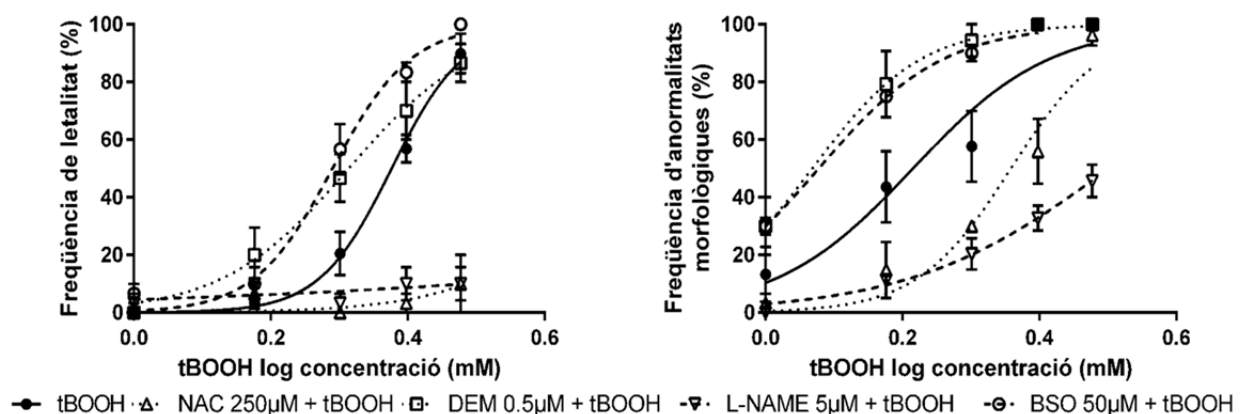 Freqüència de letalitat (%)
100
80
60
40
20
0
0.0 0.2 0.4 0.6
tBOOH log concentració (mM)
Freqüència d'anormalitats
morfològiques (%)
100
80
60
40
20
0
0.0 0.2 0.4 0.6
tBOOH log concentració (mM)
tBOOH NAC 250µM + tBOOH DEM 0.5µM + tBOOH L-NAME 5µM + tBOOH BSO 50µM + tBOOH